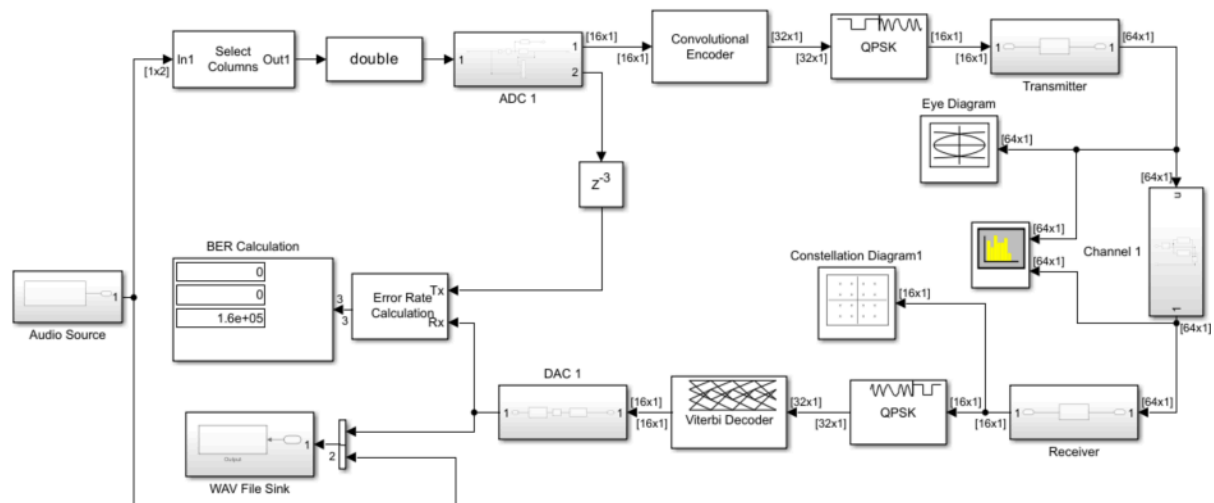 [1x2]
In1
Select
Columns
Out1
double
1
1
2
ADC 1
[16x1]
[16x1]
Convolutional
Encoder
[32x1]
[32x1]
QPSK
[16x1]
[16x1]
1
1
Transmitter
[64x1]
Eye Diagram
[64x1]
z-3
[64x1]
u
Channel 1
1
[64x1]
[64x1]
[64x1]
BER Calculation
0
0
1.6e+05
3
3
Error Rate
Calculation
Tx
Rx
Constellation Diagram1
[16x1]
1
Audio Source
DAC 1
1
1
[16x1]
[16x1]
Viterbi Decoder
[32x1]
[32x1]
QPSK
[16x1]
[16x1]
1
1
Receiver
[64x1]
Output
1
2
WAV File Sink